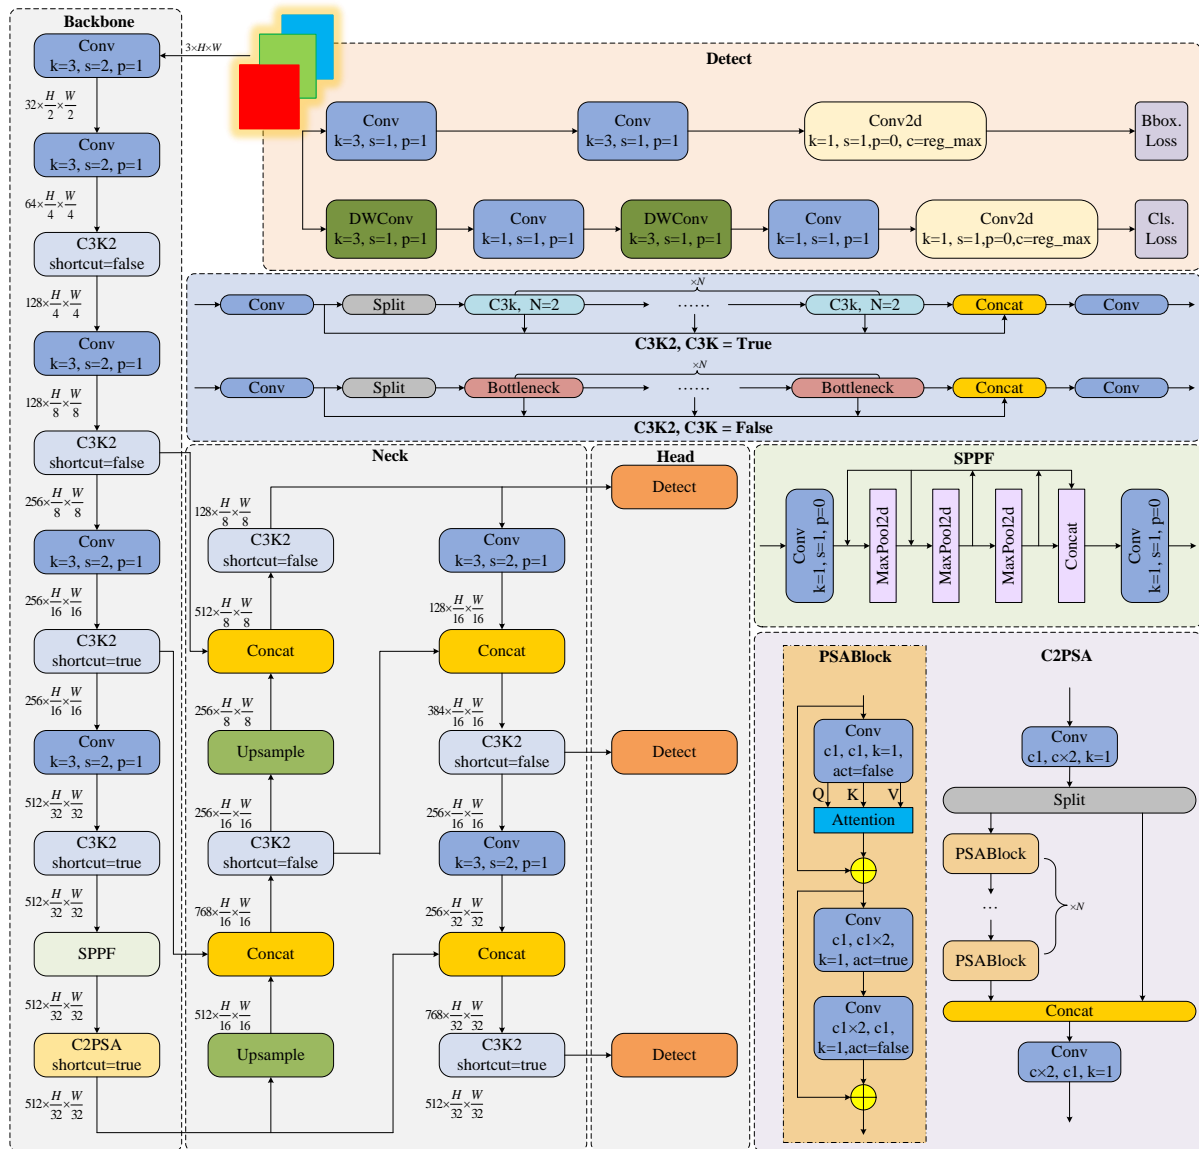 Backbone
Conv
k=3, s=2, p=1
3×H×W
32×H/2×W/2
Conv
k=3, s=2, p=1
64×H/4×W/4
C3K2
shortcut=false
128×H/4×W/4
Conv
k=3, s=2, p=1
128×H/8×W/8
C3K2
shortcut=false
256×H/8×W/8
Conv
k=3, s=2, p=1
256×H/16×W/16
C3K2
shortcut=true
256×H/16×W/16
Conv
k=3, s=2, p=1
512×H/32×W/32
C3K2
shortcut=true
512×H/32×W/32
SPPF
512×H/32×W/32
C2PSA
shortcut=true
512×H/32×W/32
Detect
Conv
k=3, s=1, p=1
Conv
k=3, s=1, p=1
Conv2d
k=1, s=1,p=0, c=reg_max
Bbox.
Loss
DWConv
k=3, s=1, p=1
Conv
k=1, s=1, p=1
DWConv
k=3, s=1, p=1
Conv
k=1, s=1, p=1
Conv2d
k=1, s=1,p=0,c=reg_max
Cls.
Loss
×N
Conv
Split
C3k, N=2
······
C3k, N=2
Concat
Conv
C3K2, C3K = True
×N
Conv
Split
Bottleneck
······
Bottleneck
Concat
Conv
C3K2, C3K = False
Neck
128×H/8×W/8
C3K2
shortcut=false
512×H/8×W/8
Concat
256×H/8×W/8
Upsample
256×H/16×W/16
C3K2
shortcut=false
768×H/16×W/16
Concat
512×H/16×W/16
Upsample
Conv
k=3, s=2, p=1
128×H/16×W/16
Concat
384×H/16×W/16
C3K2
shortcut=false
256×H/16×W/16
Conv
k=3, s=2, p=1
256×H/32×W/32
Concat
768×H/32×W/32
C3K2
shortcut=true
512×H/32×W/32
Head
Detect
Detect
Detect
SPPF
Conv
k=1, s=1, p=0
MaxPool2d
MaxPool2d
MaxPool2d
Concat
Conv
k=1, s=1, p=0
PSABlock
Conv
c1, c1, k=1,
act=false
Q K V
Attention
Conv
c1, c1×2,
k=1, act=true
Conv
c1×2, c1,
k=1,act=false
C2PSA
Conv
c1, c×2, k=1
Split
PSABlock
···
×N
PSABlock
Concat
Conv
c×2, c1, k=1